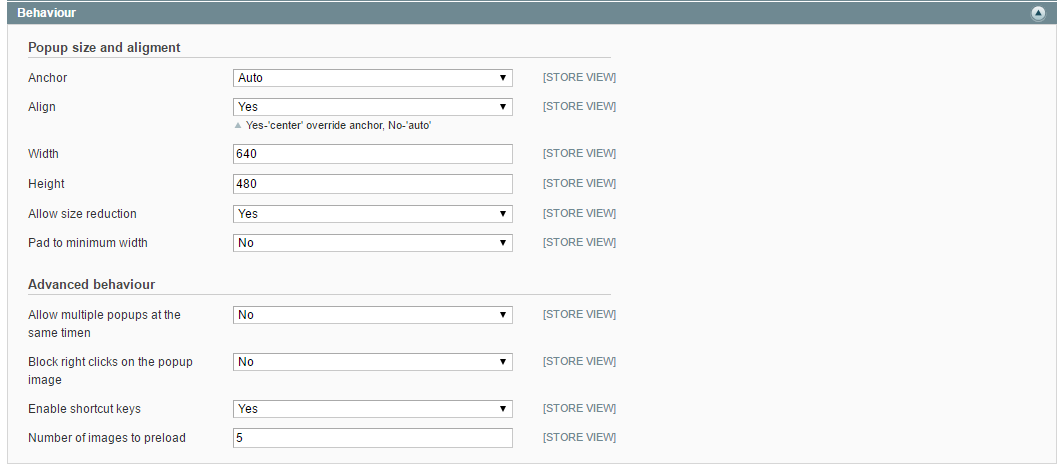 Behaviour
Popup size and aligment
Anchor Auto [STORE VIEW]
Align Yes [STORE VIEW]
Yes-'center' override anchor, No-'auto'
Width 640 [STORE VIEW]
Height 480 [STORE VIEW]
Allow size reduction Yes [STORE VIEW]
Pad to minimum width No [STORE VIEW]
Advanced behaviour
Allow multiple popups at the No [STORE VIEW]
same timen
Block right clicks on the popup No [STORE VIEW]
image
Enable shortcut keys Yes [STORE VIEW]
Number of images to preload 5 [STORE VIEW]